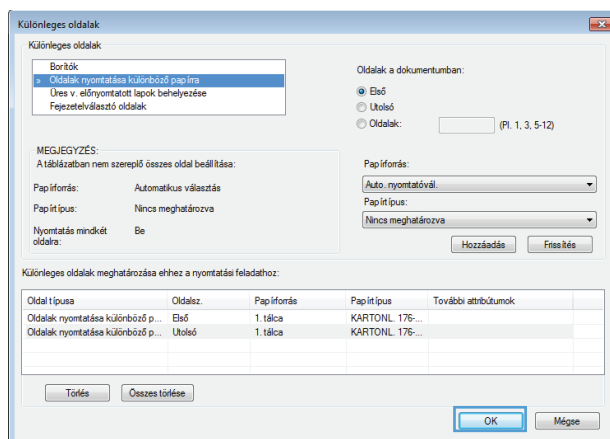 Különleges oldalak
Különleges oldalak
Borítók
» Oldalak nyomtatása különböző papírra
Üres v. előnyomtatott lapok behelyezése
Fejezetelválasztó oldalak
Oldalak a dokumentumban:
Első
Utolsó
Oldalak: (Pl. 1, 3, 5-12)
MEGJEGYZÉS:
A táblázatban nem szereplő összes oldal beállítása:
Papírforrás: Automatikus választás
Papírtípus: Nincs meghatározva
Nyomtatás mindkét oldalra: Be
Papírforrás:
Auto. nyomtatóvál.
Papírtípus:
Nincs meghatározva
Hozzáadás Frissítés
Különleges oldalak meghatározása ehhez a nyomtatási feladathoz:
Oldal típusa Oldalsz. Papírforrás Papírtípus További attribútumok
Oldalak nyomtatása különböző p... Első 1. tálca KARTONL. 176-...
Oldalak nyomtatása különböző p... Utolsó 1. tálca KARTONL. 176-...
Törlés Összes törlése
OK Mégse